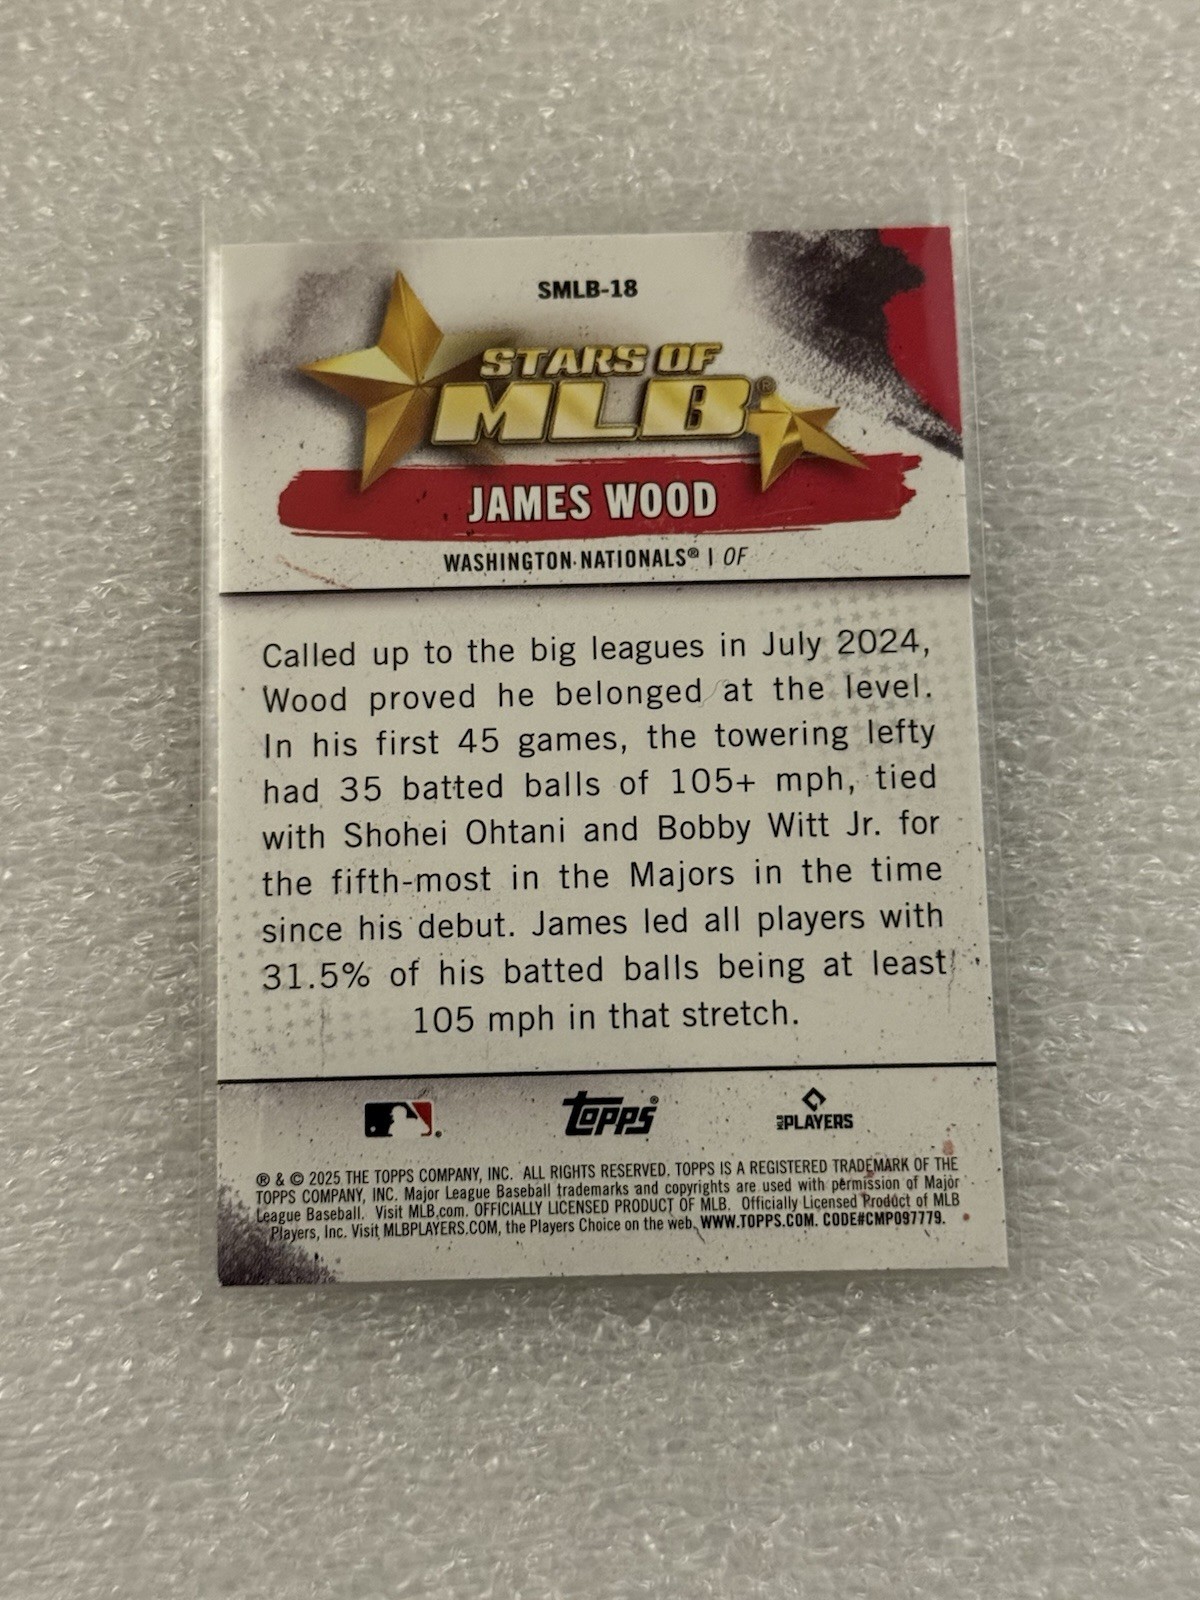 SMLB-18
STARS OF
MLB®
JAMES WOOD
WASHINGTON NATIONALS® | OF
Called up to the big leagues in July 2024,
Wood proved he belonged at the level.
In his first 45 games, the towering lefty
had 35 batted balls of 105+ mph, tied
with Shohei Ohtani and Bobby Witt Jr. for
the fifth-most in the Majors in the time
since his debut. James led all players with
31.5% of his batted balls being at least
105 mph in that stretch.
Topps®
MLB PLAYERS
® & © 2025 THE TOPPS COMPANY, INC. ALL RIGHTS RESERVED. TOPPS IS A REGISTERED TRADEMARK OF THE
TOPPS COMPANY, INC. Major League Baseball trademarks and copyrights are used with permission of Major
League Baseball. Visit MLB.com. OFFICIALLY LICENSED PRODUCT OF MLB. Officially Licensed Product of MLB
Players, Inc. Visit MLBPLAYERS.COM, the Players Choice on the web. WWW.TOPPS.COM. CODE#CMP097779.